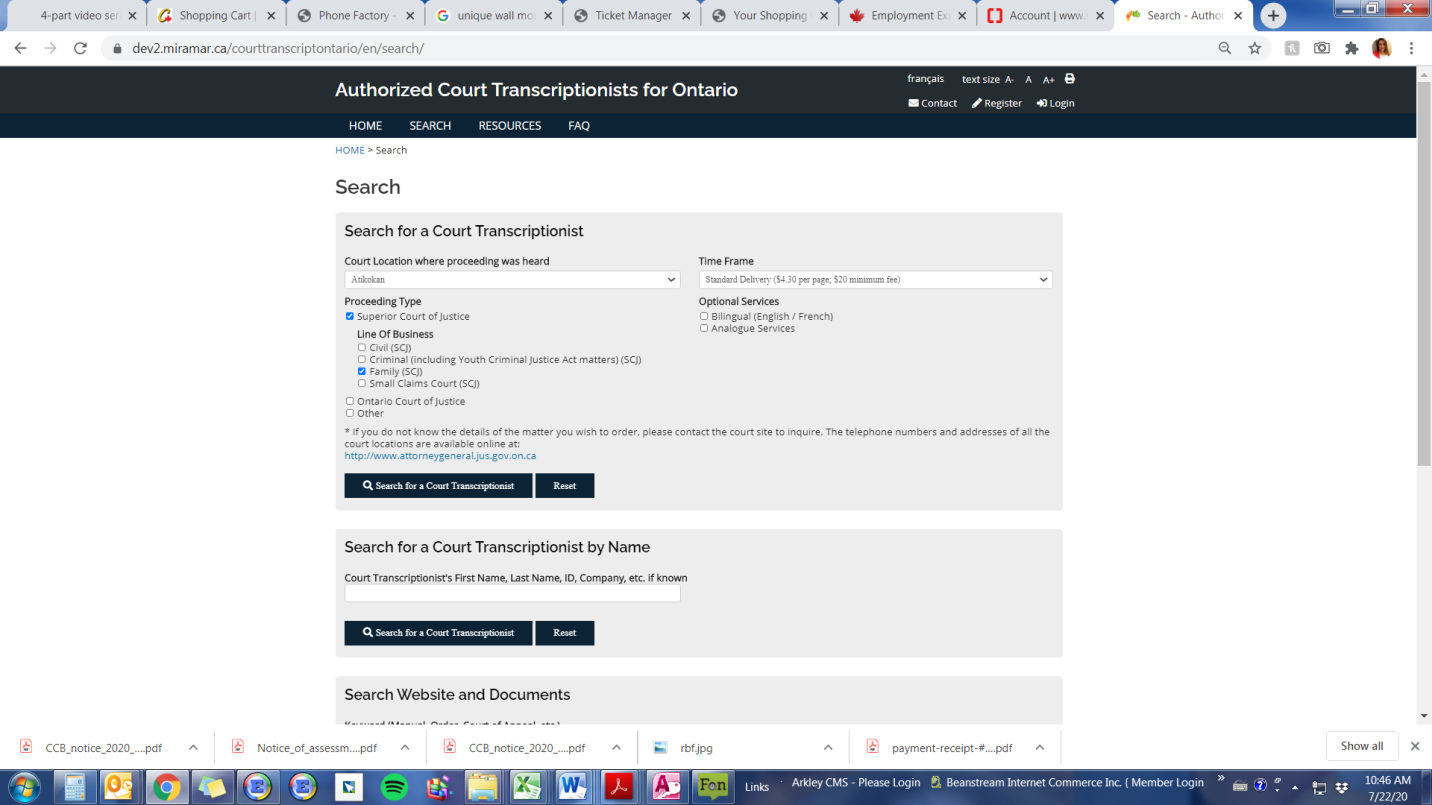 4-part video ser
Shopping Cart |
Phone Factory -
unique wall mo
Ticket Manager
Your Shopping
Employment Ex
Account | www.
Search - Author
dev2.miramar.ca/courttranscriptontario/en/search/
Authorized Court Transcriptionists for Ontario
français text size A- A A+
Contact Register Login
HOME SEARCH RESOURCES FAQ
HOME > Search
Search
Search for a Court Transcriptionist
Court Location where proceeding was heard
Atikokan
Time Frame
Standard Delivery ($4.30 per page; $20 minimum fee)
Proceeding Type
Superior Court of Justice
Line Of Business
Civil (SCJ)
Criminal (including Youth Criminal Justice Act matters) (SCJ)
Family (SCJ)
Small Claims Court (SCJ)
Ontario Court of Justice
Other
Optional Services
Bilingual (English / French)
Analogue Services
* If you do not know the details of the matter you wish to order, please contact the court site to inquire. The telephone numbers and addresses of all the
court locations are available online at:
http://www.attorneygeneral.jus.gov.on.ca
Search for a Court Transcriptionist Reset
Search for a Court Transcriptionist by Name
Court Transcriptionist's First Name, Last Name, ID, Company, etc. if known
Search for a Court Transcriptionist Reset
Search Website and Documents
Keyword (Manual, Order, Court of Appeal, etc.)
CCB_notice_2020_....pdf
Notice_of_assessm....pdf
CCB_notice_2020_....pdf
rbf.jpg
payment-receipt-#....pdf
Show all
Fon
Links
Arkley CMS - Please Login
Beanstream Internet Commerce Inc. { Member Login
10:46 AM
7/22/20